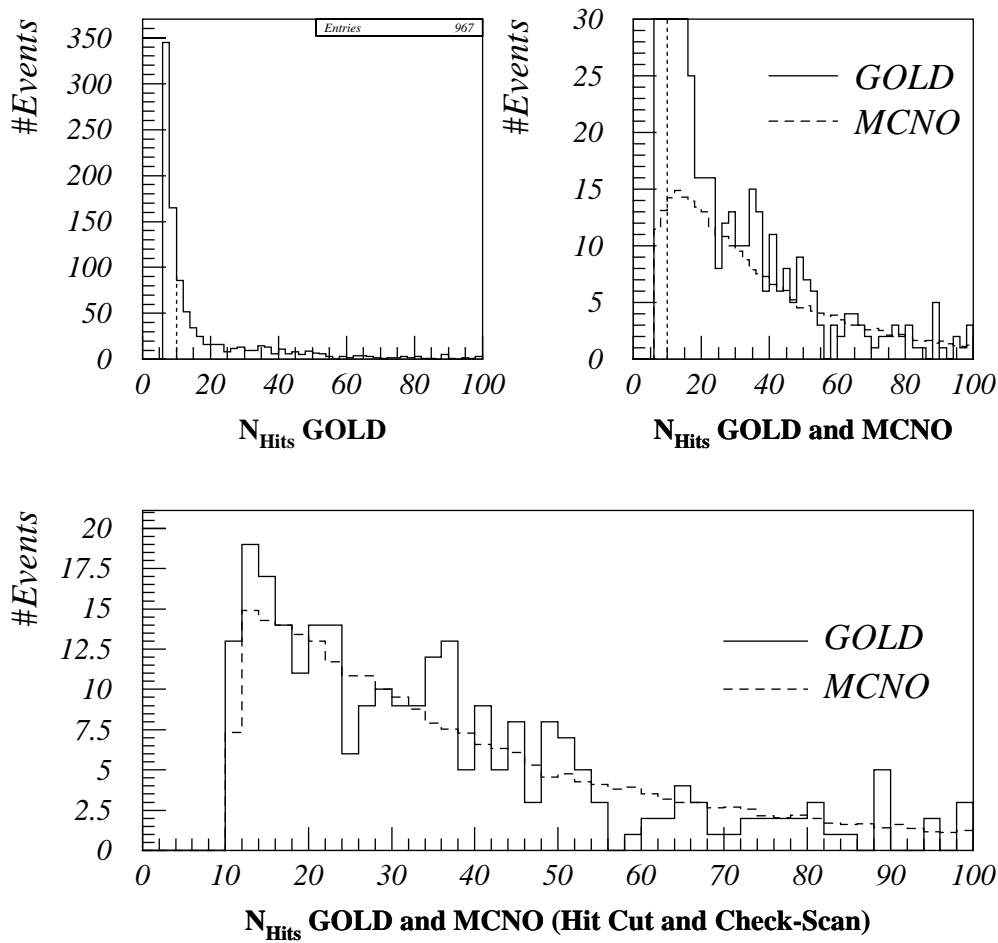 Entries 967
#Events
350
300
250
200
150
100
50
0
0 20 40 60 80 100
N_Hits GOLD
#Events
30
25
20
15
10
5
0
GOLD
MCNO
0 20 40 60 80 100
N_Hits GOLD and MCNO
#Events
20
17.5
15
12.5
10
7.5
5
2.5
0
GOLD
MCNO
0 10 20 30 40 50 60 70 80 90 100
N_Hits GOLD and MCNO (Hit Cut and Check-Scan)